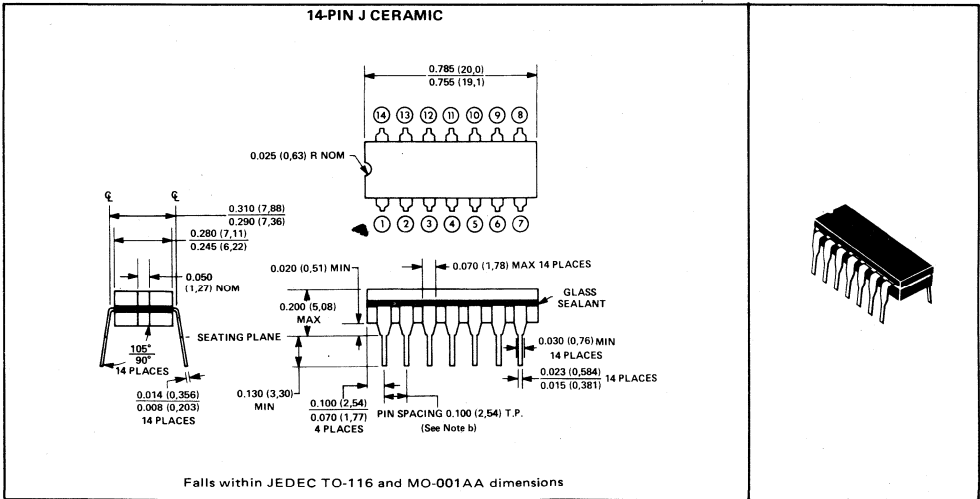 14-PIN J CERAMIC
0.785 (20,0)
0.755 (19,1)
14 13 12 11 10 9 8
0.025 (0,63) R NOM
1 2 3 4 5 6 7
℄ ℄
0.310 (7,88)
0.290 (7,36)
0.280 (7,11)
0.245 (6,22)
0.050
(1,27) NOM
105°
90°
14 PLACES
0.014 (0,356)
0.008 (0,203)
14 PLACES
SEATING PLANE
0.020 (0,51) MIN
0.200 (5,08)
MAX
0.130 (3,30)
MIN
0.070 (1,78) MAX 14 PLACES
GLASS
SEALANT
0.030 (0,76) MIN
14 PLACES
0.023 (0,584)
0.015 (0,381)
14 PLACES
0.100 (2,54)
0.070 (1,77)
4 PLACES
PIN SPACING 0.100 (2,54) T.P.
(See Note b)
Falls within JEDEC TO-116 and MO-001AA dimensions